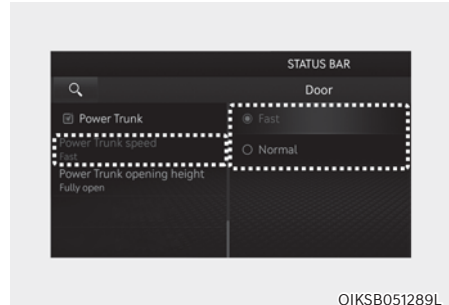 STATUS BAR
Door
Power Trunk
Fast
Power Trunk speed
Fast
Normal
Power Trunk opening height
Fully open
OIKSB051289L